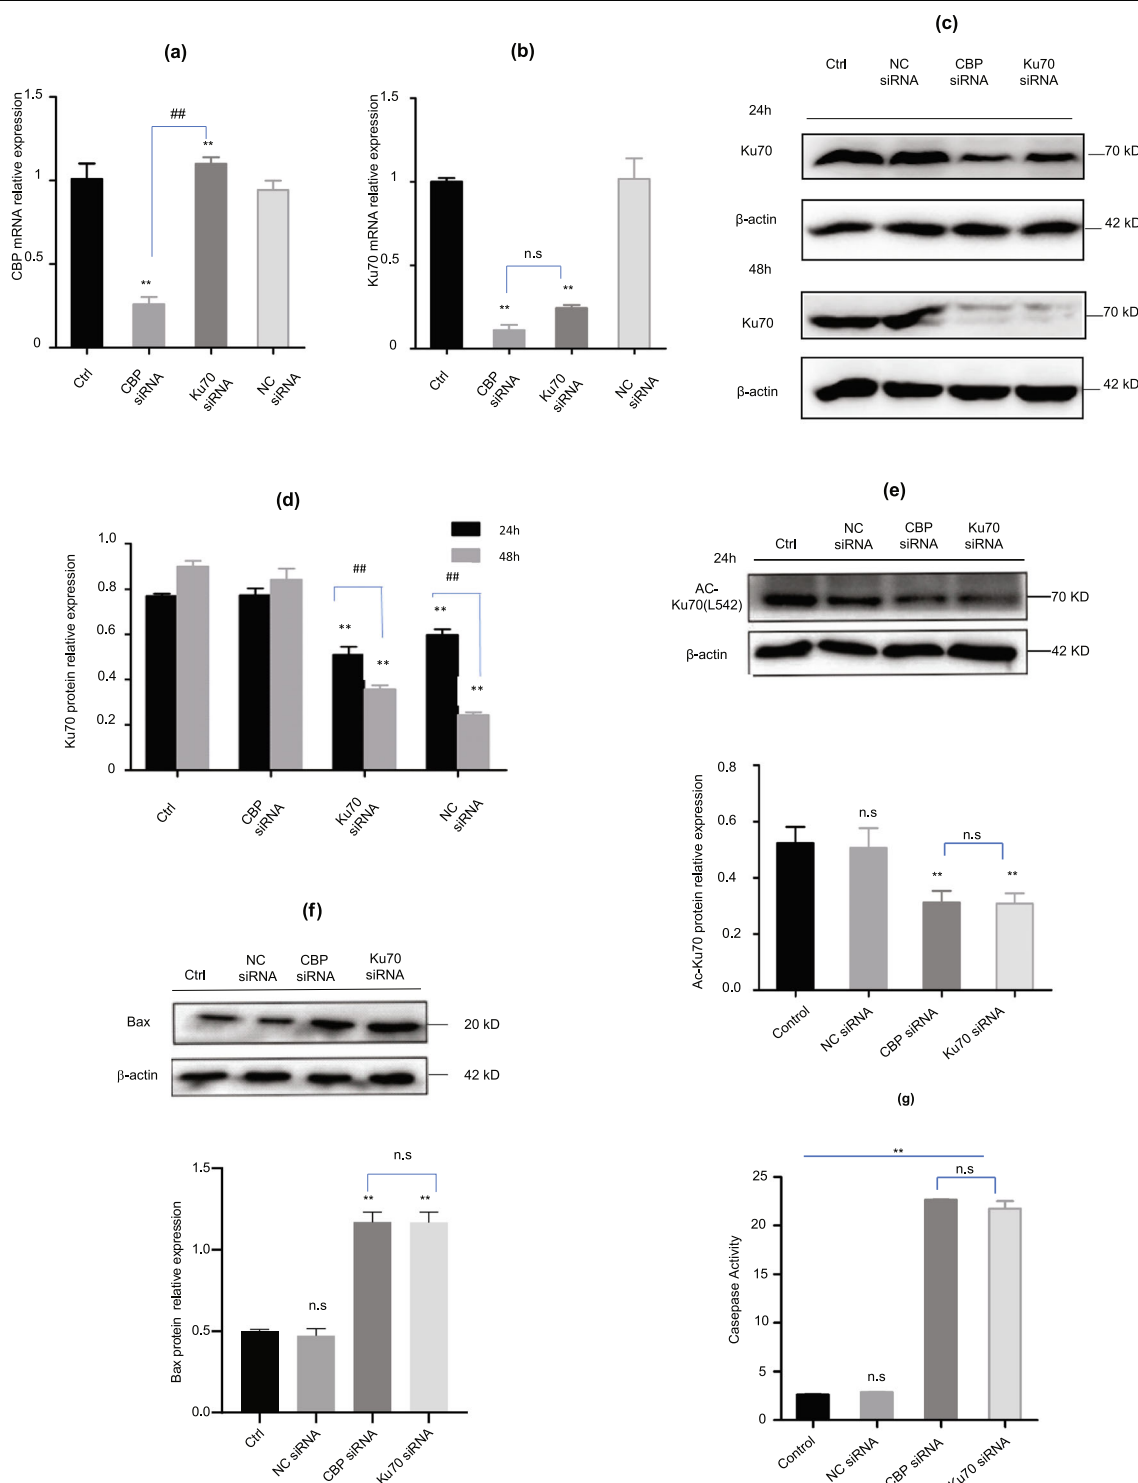 (a)
CBP mRNA relative expression
1.5
1
0.5
0
##
**
**
Ctrl
CBP
siRNA
Ku70
siRNA
NC
siRNA
(b)
Ku70 mRNA relative expression
1.5
1
0.5
0
n.s
**
**
Ctrl
CBP
siRNA
Ku70
siRNA
NC
siRNA
(c)
Ctrl
NC
siRNA
CBP
siRNA
Ku70
siRNA
24h
Ku70
70 kD
β-actin
42 kD
48h
Ku70
70 kD
β-actin
42 kD
(d)
24h
48h
Ku70 protein relative expression
1.0
0.8
0.6
0.4
0.2
0
##
**
**
##
**
**
Ctrl
CBP
siRNA
Ku70
siRNA
NC
siRNA
(e)
Ctrl
NC
siRNA
CBP
siRNA
Ku70
siRNA
24h
AC-
Ku70(L542)
70 KD
β-actin
42 KD
Ac-Ku70 protein relative expression
0.8
0.6
0.4
0.2
0.0
n.s
n.s
**
**
Control
NC siRNA
CBP siRNA
Ku70 siRNA
(f)
Ctrl
NC
siRNA
CBP
siRNA
Ku70
siRNA
Bax
20 kD
β-actin
42 kD
Bax protein relative expression
1.5
1.0
0.5
0.0
n.s
n.s
**
**
Ctrl
NC siRNA
CBP siRNA
Ku70 siRNA
(g)
Casepase Activity
25
20
15
10
5
0
**
n.s
n.s
Control
NC siRNA
CBP siRNA
Ku70 siRNA